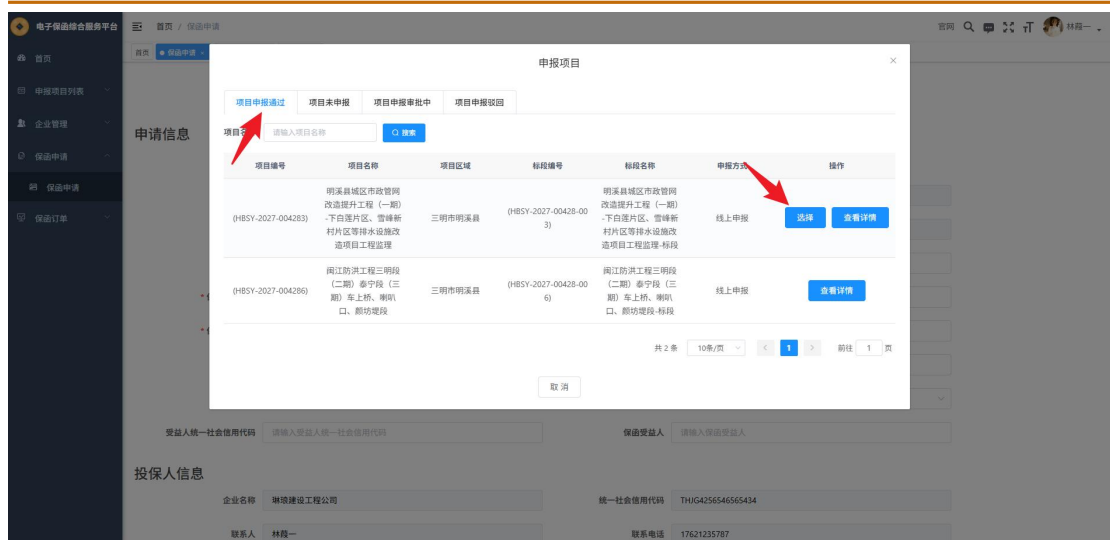 电子保函综合服务平台
首页 / 保函申请
官网
林葭一
首页
首页
保函申请 ×
申报项目
申报项目列表
企业管理
保函申请
保函申请
保函订单
申请信息
项目申报通过 项目未申报 项目申报审批中 项目申报驳回
请输入项目名称 搜索
项目编号 项目名称 项目区域 标段编号 标段名称 申报方式 操作
(HBSY-2027-004283)
明溪县城区市政管网
改造提升工程（一期）
-下白莲片区、雪峰新
村片区等排水设施改
造项目工程监理
三明市明溪县
(HBSY-2027-00428-00
3)
明溪县城区市政管网
改造提升工程（一期）
-下白莲片区、雪峰新
村片区等排水设施改
造项目工程监理-标段
线上申报
选择 查看详情
(HBSY-2027-004286)
闽江防洪工程三明段
（二期）泰宁段（三
期）车上桥、喇叭
口、颜坊堤段
三明市明溪县
(HBSY-2027-00428-00
6)
闽江防洪工程三明段
（二期）泰宁段（三
期）车上桥、喇叭
口、颜坊堤段-标段
线上申报
查看详情
共 2 条 10条/页 < 1 > 前往 1 页
取 消
受益人统一社会信用代码 请输入受益人统一社会信用代码
保函受益人 请输入保函受益人
投保人信息
企业名称 琳琅建设工程公司
统一社会信用代码 THJG4256546565434
联系人 林葭一
联系电话 17621235787